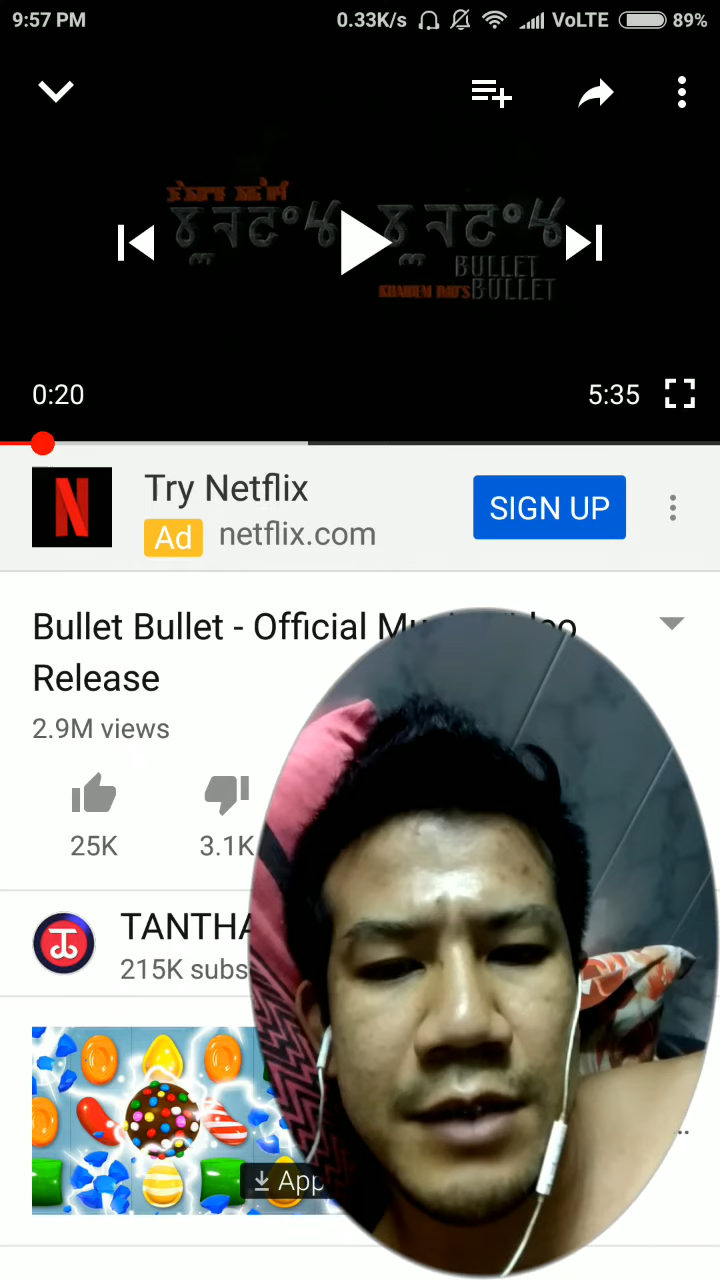 9:57 PM 0.33K/s VoLTE 89%
BULLET
BULLET
0:20 5:35
Try Netflix
Ad netflix.com
SIGN UP
Bullet Bullet - Official
Release
2.9M views
25K 3.1K
TANTHA
215K subs
App